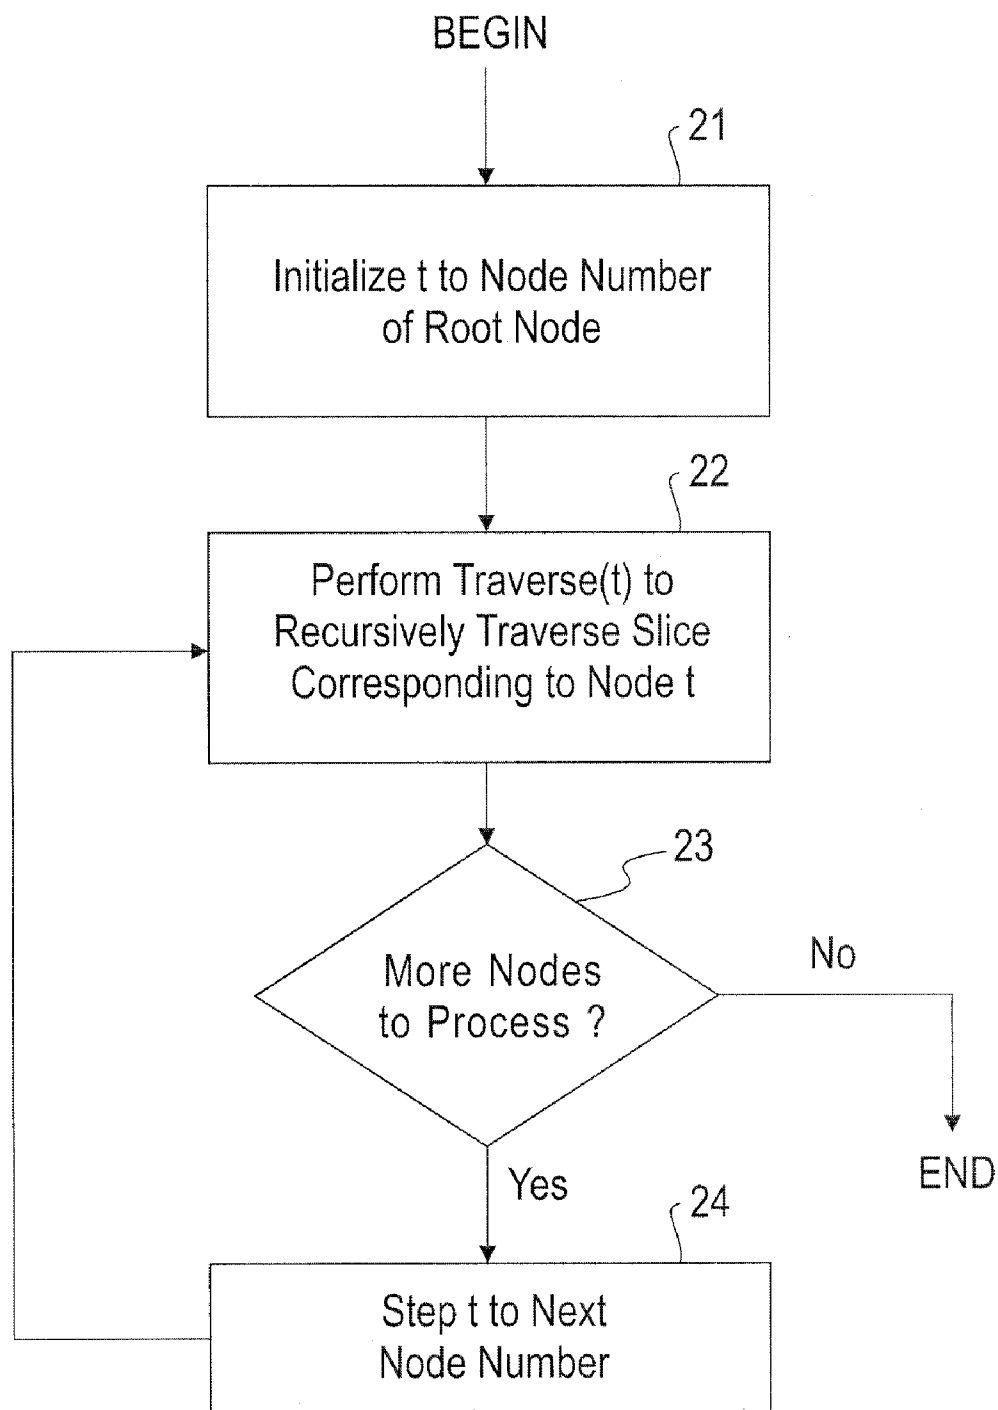 BEGIN
21
Initialize t to Node Number
of Root Node
22
Perform Traverse(t) to
Recursively Traverse Slice
Corresponding to Node t
23
More Nodes
to Process ?
No
END
Yes
24
Step t to Next
Node Number